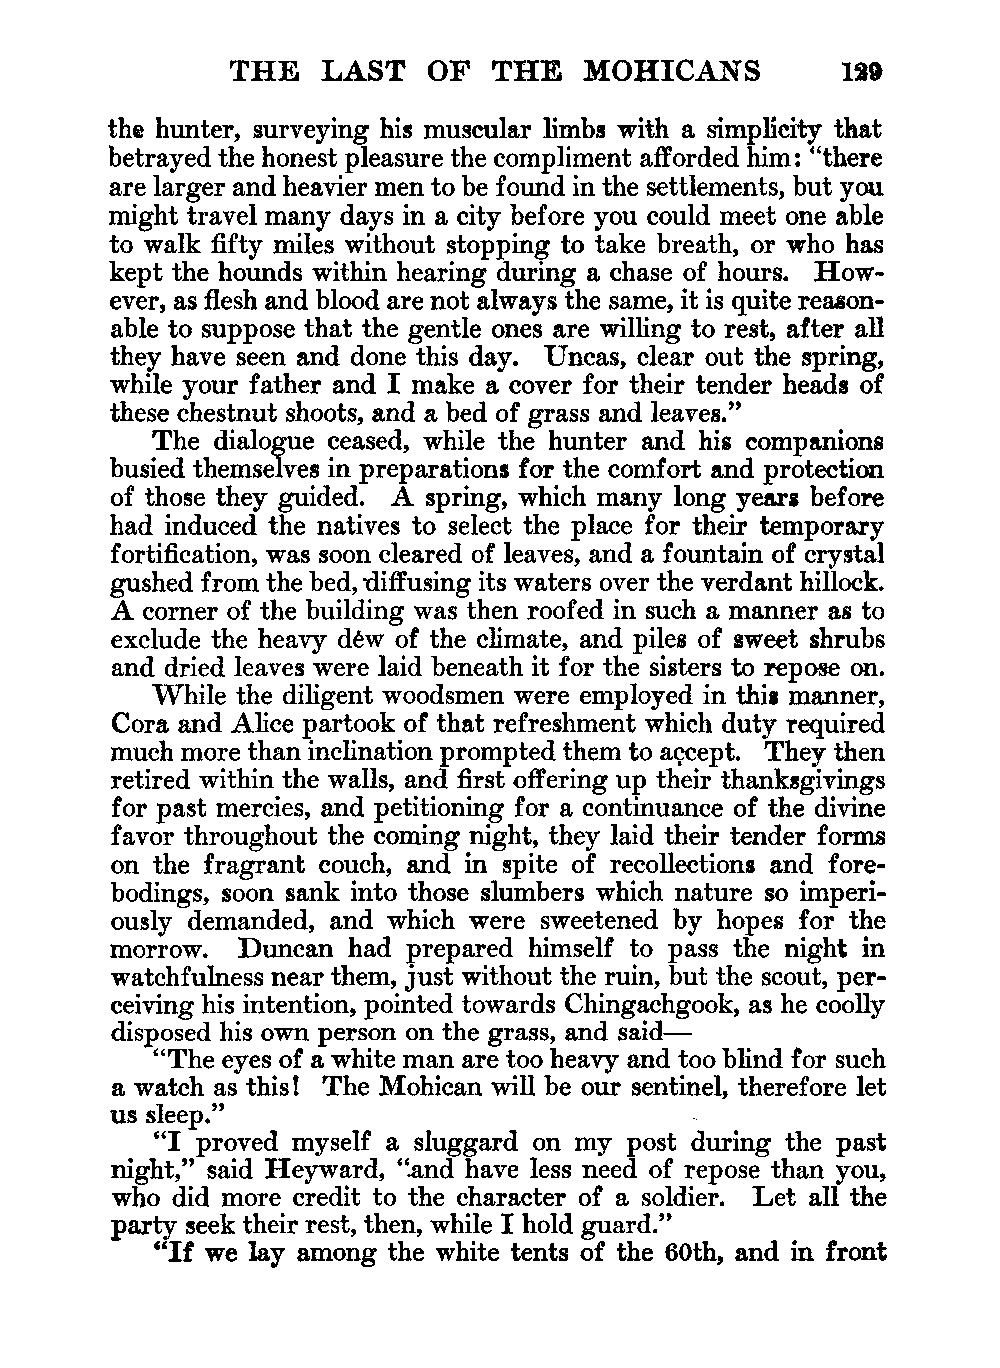 THE LAST OF THE MOHICANS 129
the hunter, surveying his muscular limbs with a simplicity that
betrayed the honest pleasure the compliment afforded him: “there
are larger and heavier men to be found in the settlements, but you
might travel many days in a city before you could meet one able
to walk fifty miles without stopping to take breath, or who has
kept the hounds within hearing during a chase of hours. How-
ever, as flesh and blood are not always the same, it is quite reason-
able to suppose that the gentle ones are willing to rest, after all
they have seen and done this day. Uncas, clear out the spring,
while your father and I make a cover for their tender heads of
these chestnut shoots, and a bed of grass and leaves.”
The dialogue ceased, while the hunter and his companions
busied themselves in preparations for the comfort and protection
of those they guided. A spring, which many long years before
had induced the natives to select the place for their temporary
fortification, was soon cleared of leaves, and a fountain of crystal
gushed from the bed, diffusing its waters over the verdant hillock.
A corner of the building was then roofed in such a manner as to
exclude the heavy dew of the climate, and piles of sweet shrubs
and dried leaves were laid beneath it for the sisters to repose on.
While the diligent woodsmen were employed in this manner,
Cora and Alice partook of that refreshment which duty required
much more than inclination prompted them to accept. They then
retired within the walls, and first offering up their thanksgivings
for past mercies, and petitioning for a continuance of the divine
favor throughout the coming night, they laid their tender forms
on the fragrant couch, and in spite of recollections and fore-
bodings, soon sank into those slumbers which nature so imperi-
ously demanded, and which were sweetened by hopes for the
morrow. Duncan had prepared himself to pass the night in
watchfulness near them, just without the ruin, but the scout, per-
ceiving his intention, pointed towards Chingachgook, as he coolly
disposed his own person on the grass, and said—
“The eyes of a white man are too heavy and too blind for such
a watch as this! The Mohican will be our sentinel, therefore let
us sleep.”
“I proved myself a sluggard on my post during the past
night,” said Heyward, “and have less need of repose than you,
who did more credit to the character of a soldier. Let all the
party seek their rest, then, while I hold guard.”
“If we lay among the white tents of the 60th, and in front